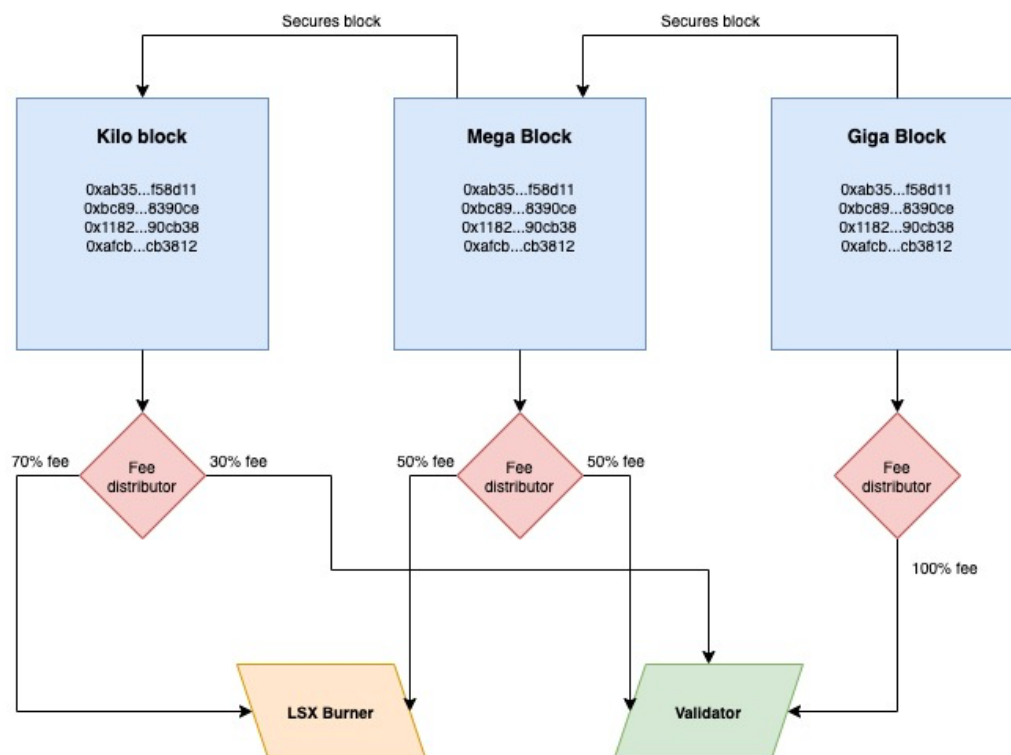 Secures block
Secures block
Kilo block
0xab35...f58d11
0xbc89...8390ce
0x1182...90cb38
0xafcb...cb3812
Mega Block
0xab35...f58d11
0xbc89...8390ce
0x1182...90cb38
0xafcb...cb3812
Giga Block
0xab35...f58d11
0xbc89...8390ce
0x1182...90cb38
0xafcb...cb3812
70% fee
Fee
distributor
30% fee
50% fee
Fee
distributor
50% fee
Fee
distributor
100% fee
LSX Burner
Validator